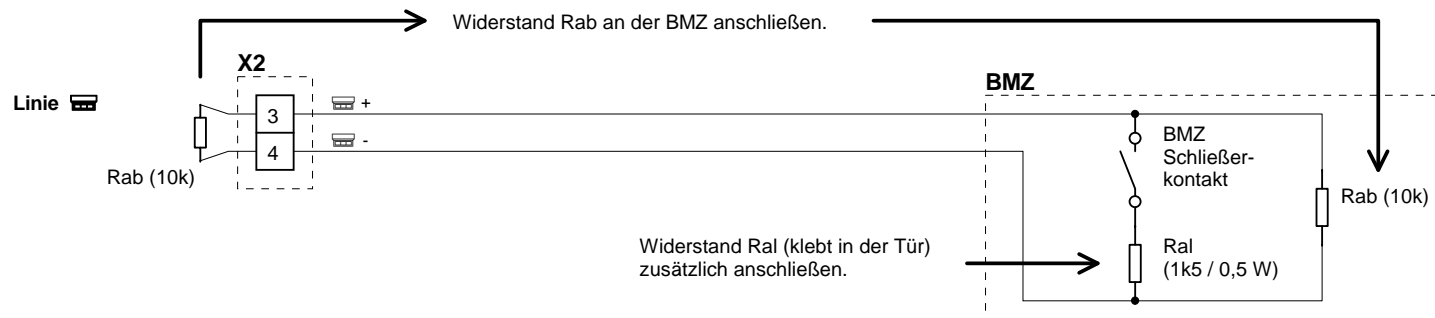 Widerstand Rab an der BMZ anschließen.
X2
BMZ
Linie
3
+
4
-
Rab (10k)
BMZ
Schließer-
kontakt
Rab (10k)
Widerstand Ral (klebt in der Tür)
zusätzlich anschließen.
Ral
(1k5 / 0,5 W)